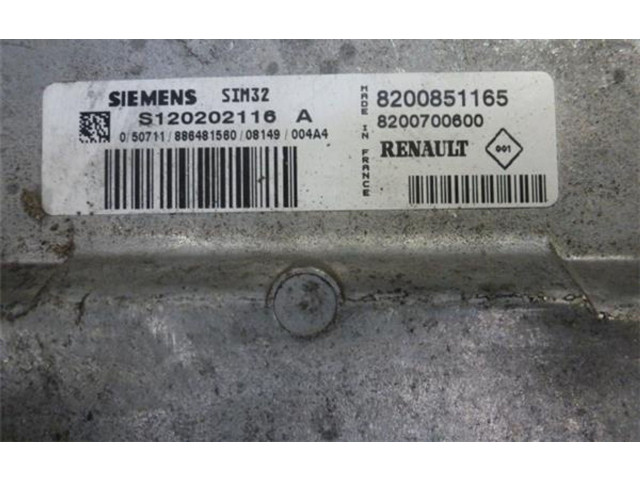 SIEMENS SIM32
S120202116 A
0/50711/886481560/08149/004A4
MADE IN FRANCE
8200851165
8200700600
RENAULT 001